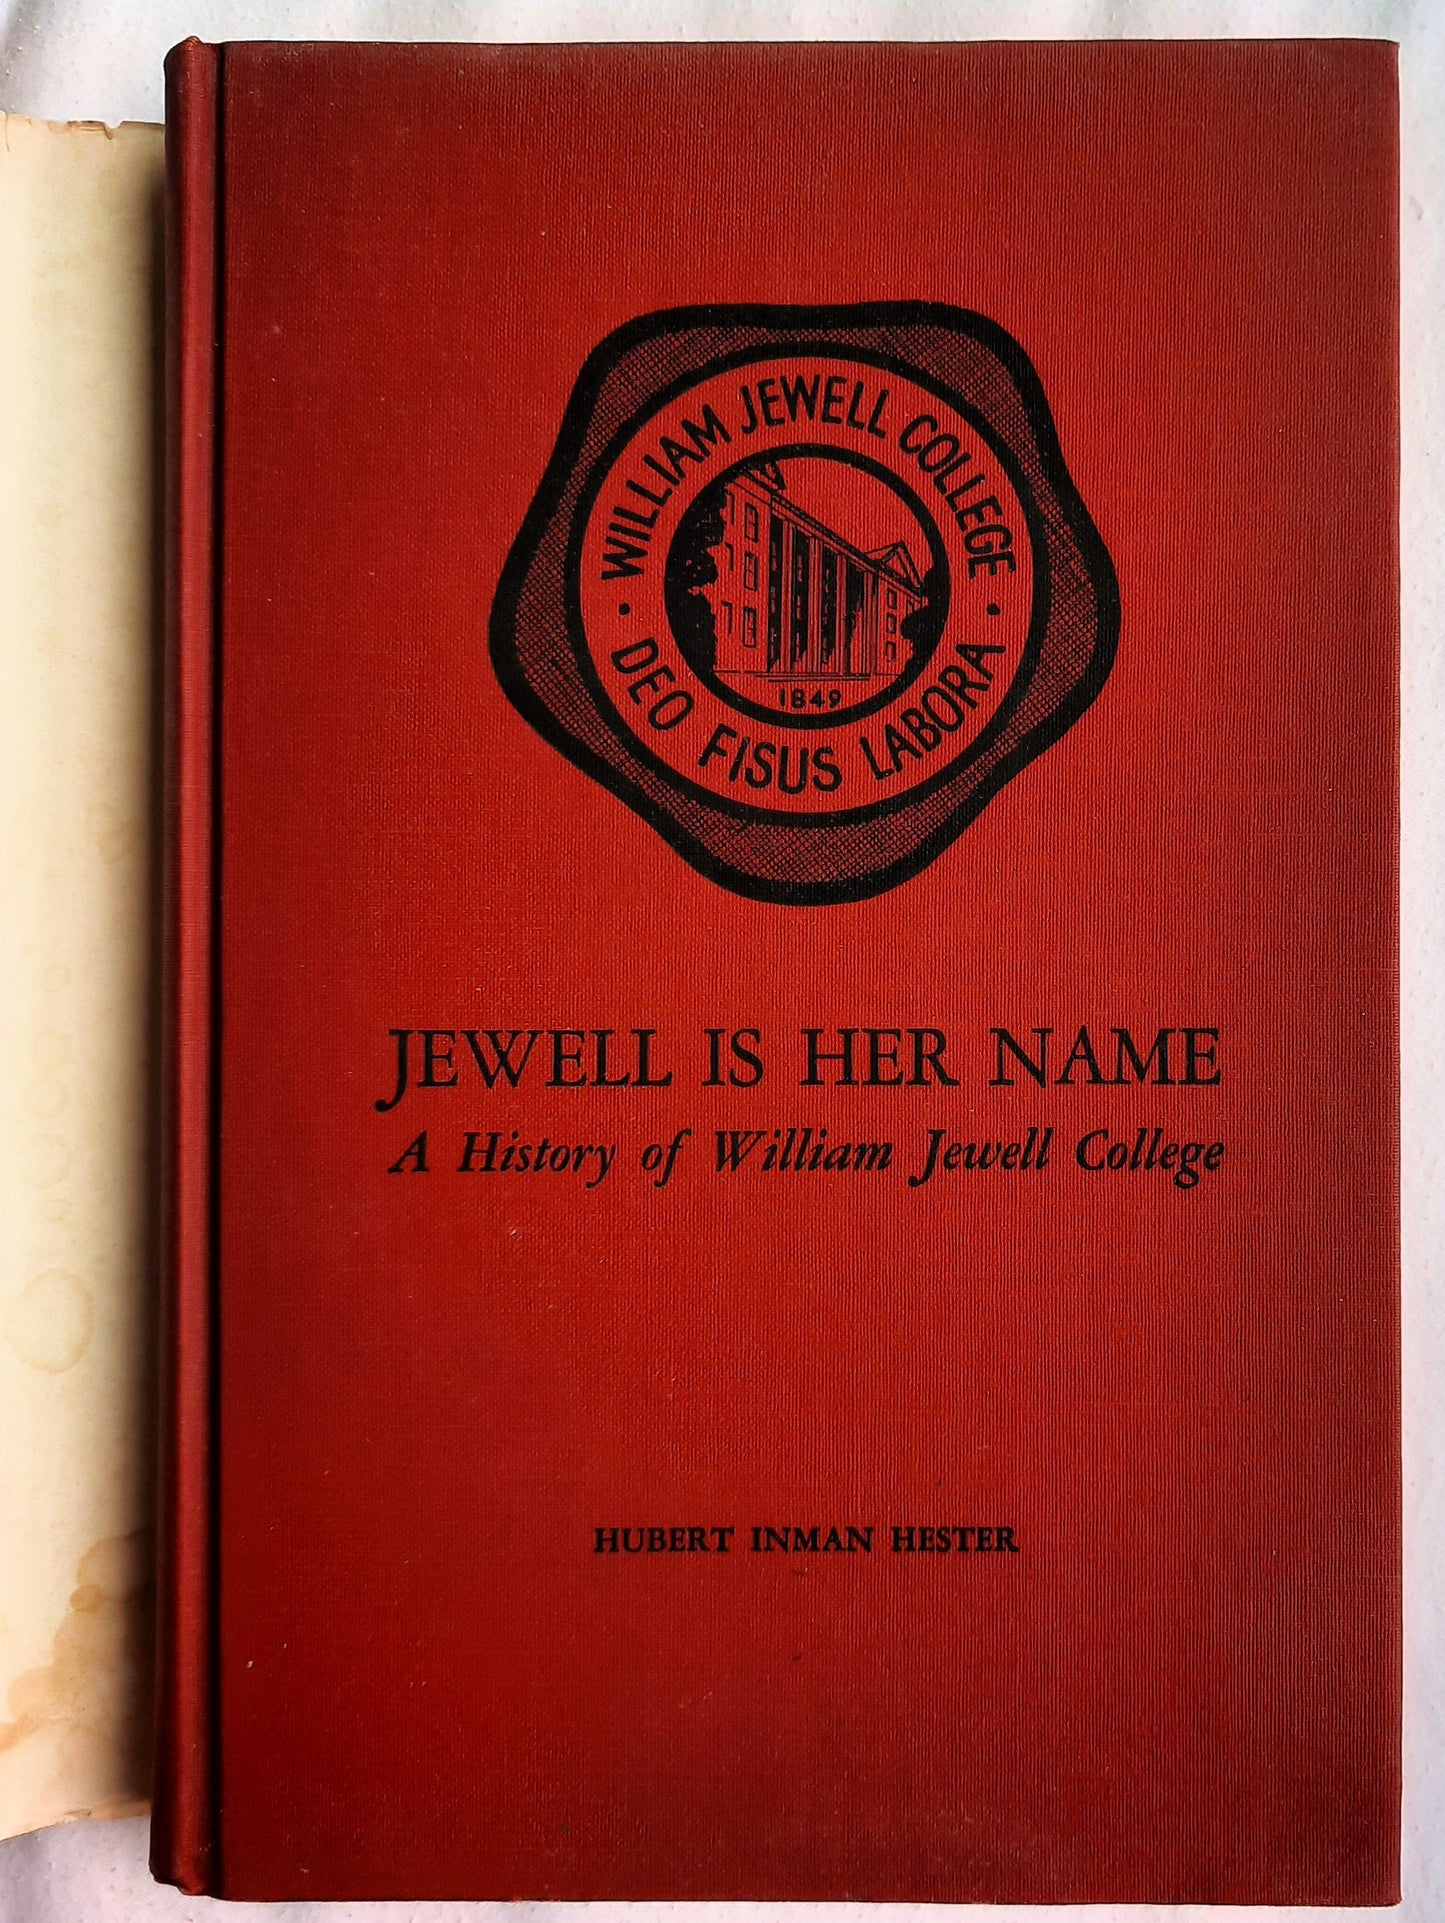 • WILLIAM JEWELL COLLEGE •
DEO FISUS LABORA
1849
JEWELL IS HER NAME
A History of William Jewell College
HUBERT INMAN HESTER